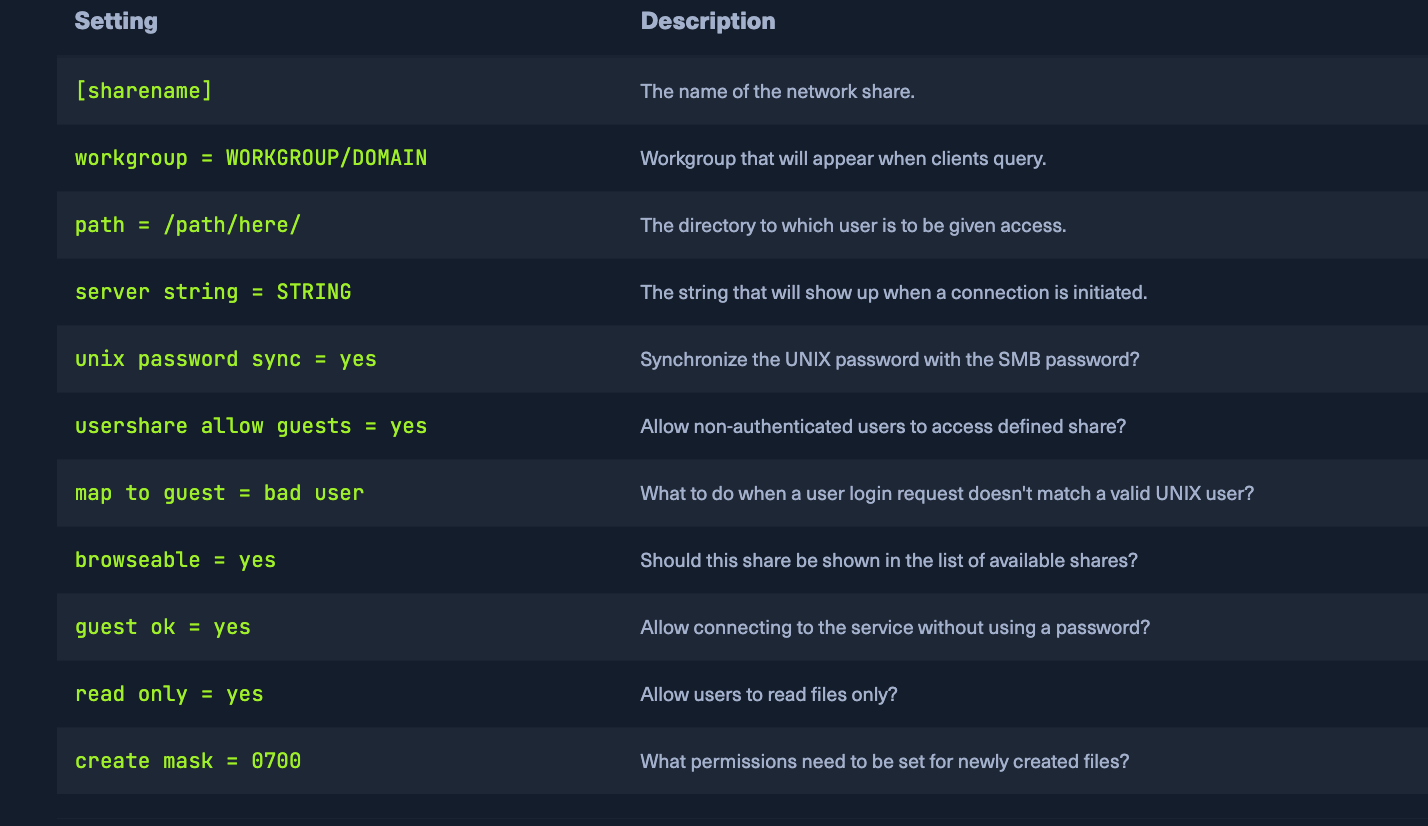 Setting Description
[sharename] The name of the network share.
workgroup = WORKGROUP/DOMAIN Workgroup that will appear when clients query.
path = /path/here/ The directory to which user is to be given access.
server string = STRING The string that will show up when a connection is initiated.
unix password sync = yes Synchronize the UNIX password with the SMB password?
usershare allow guests = yes Allow non-authenticated users to access defined share?
map to guest = bad user What to do when a user login request doesn't match a valid UNIX user?
browseable = yes Should this share be shown in the list of available shares?
guest ok = yes Allow connecting to the service without using a password?
read only = yes Allow users to read files only?
create mask = 0700 What permissions need to be set for newly created files?